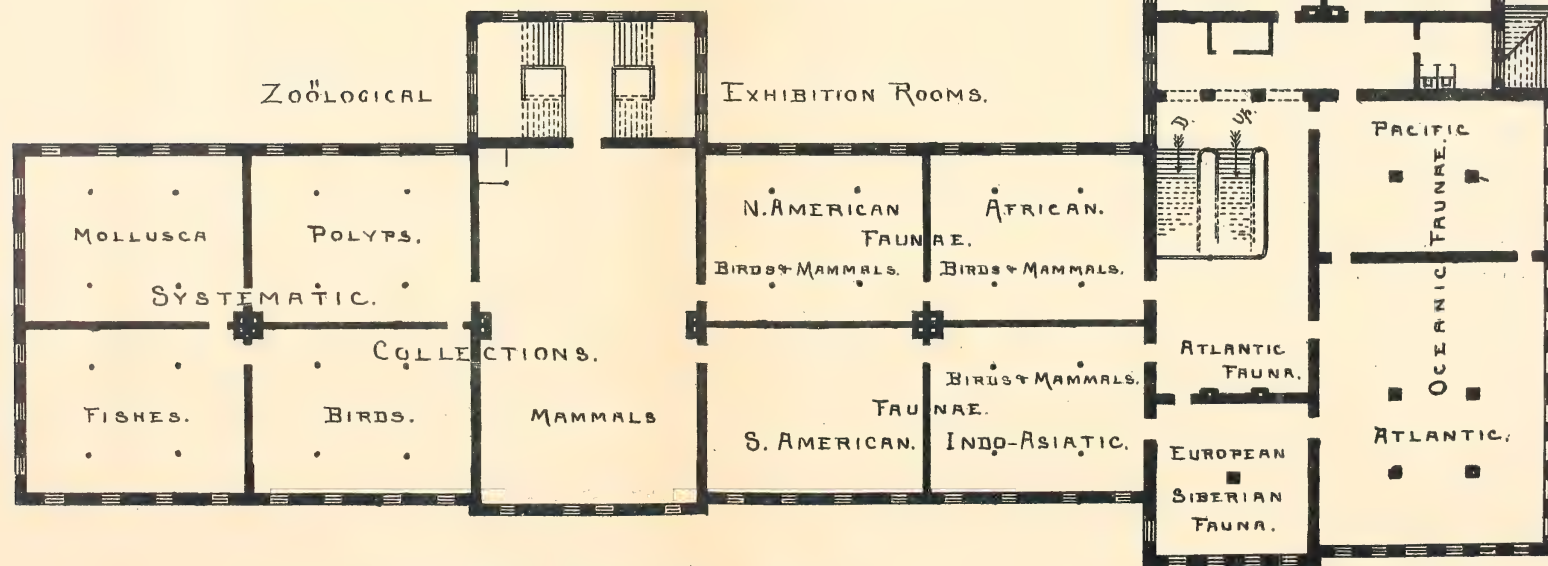 ZOÖLOGICAL EXHIBITION ROOMS.
D. UP.
PACIFIC
OCEANIC FAUNAE.
MOLLUSCA
POLYPS.
N. AMERICAN
AFRICAN.
FAUNAE.
BIRDS & MAMMALS.
BIRDS & MAMMALS.
SYSTEMATIC.
COLLECTIONS.
ATLANTIC
FAUNA.
BIRDS & MAMMALS.
FISHES.
BIRDS.
MAMMALS
FAUNAE.
S. AMERICAN.
INDO-ASIATIC.
ATLANTIC.
EUROPEAN
SIBERIAN
FAUNA.